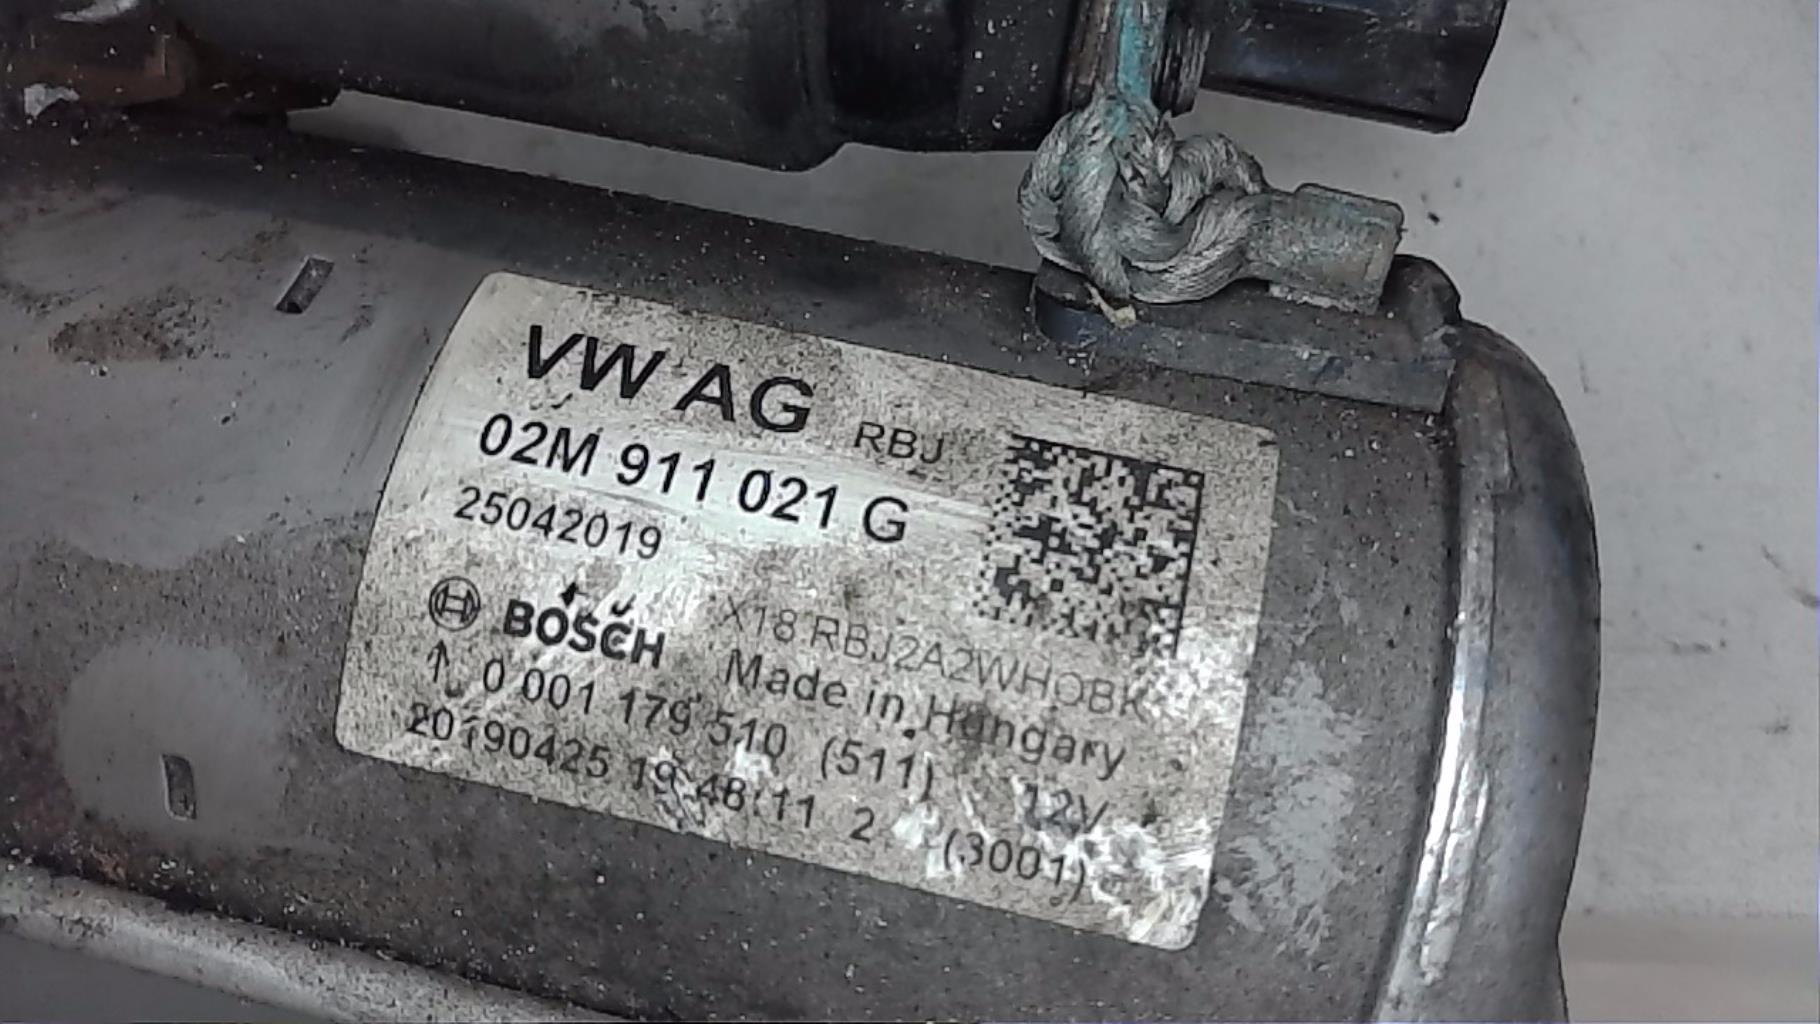 VW AG RBJ
02M 911 021 G
25042019
BOSCH X18 RBJ2A2WHOBK
Made in Hungary
0 001 179 510 (511) 12V
20190425 19:48:11 2 (3001)